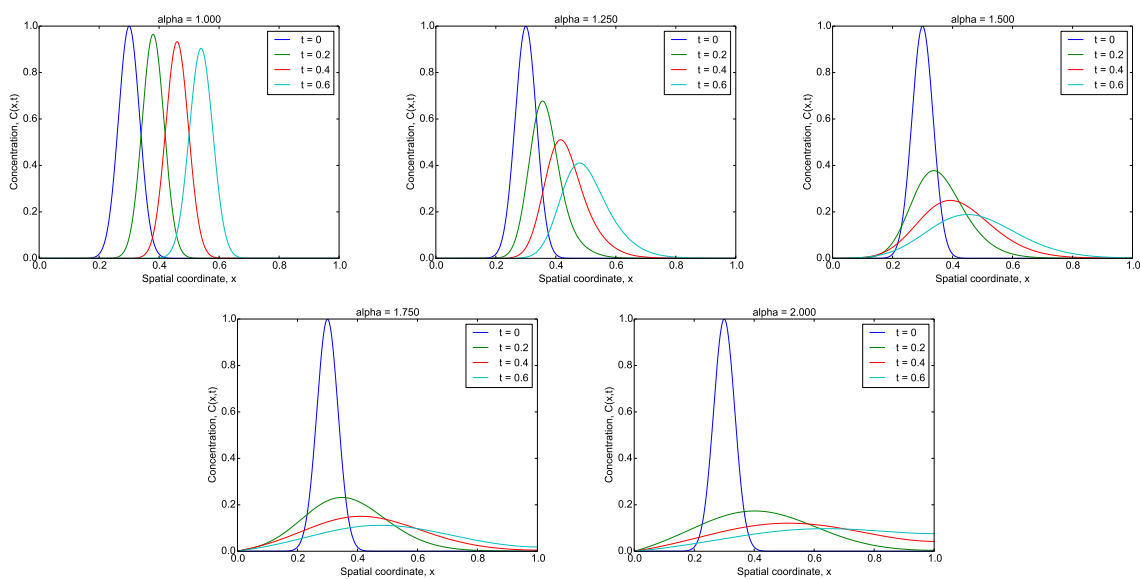 alpha = 1.000
Concentration, C(x,t)
1.0
0.8
0.6
0.4
0.2
0.0
t = 0
t = 0.2
t = 0.4
t = 0.6
0.0 0.2 0.4 0.6 0.8 1.0
Spatial coordinate, x
alpha = 1.250
Concentration, C(x,t)
1.0
0.8
0.6
0.4
0.2
0.0
t = 0
t = 0.2
t = 0.4
t = 0.6
0.0 0.2 0.4 0.6 0.8 1.0
Spatial coordinate, x
alpha = 1.500
Concentration, C(x,t)
1.0
0.8
0.6
0.4
0.2
0.0
t = 0
t = 0.2
t = 0.4
t = 0.6
0.0 0.2 0.4 0.6 0.8 1.0
Spatial coordinate, x
alpha = 1.750
Concentration, C(x,t)
1.0
0.8
0.6
0.4
0.2
0.0
t = 0
t = 0.2
t = 0.4
t = 0.6
0.0 0.2 0.4 0.6 0.8 1.0
Spatial coordinate, x
alpha = 2.000
Concentration, C(x,t)
1.0
0.8
0.6
0.4
0.2
0.0
t = 0
t = 0.2
t = 0.4
t = 0.6
0.0 0.2 0.4 0.6 0.8 1.0
Spatial coordinate, x